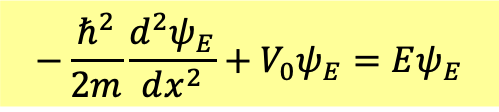 − ħ²/2m d²ψ_E/dx² + V₀ψ_E = Eψ_E